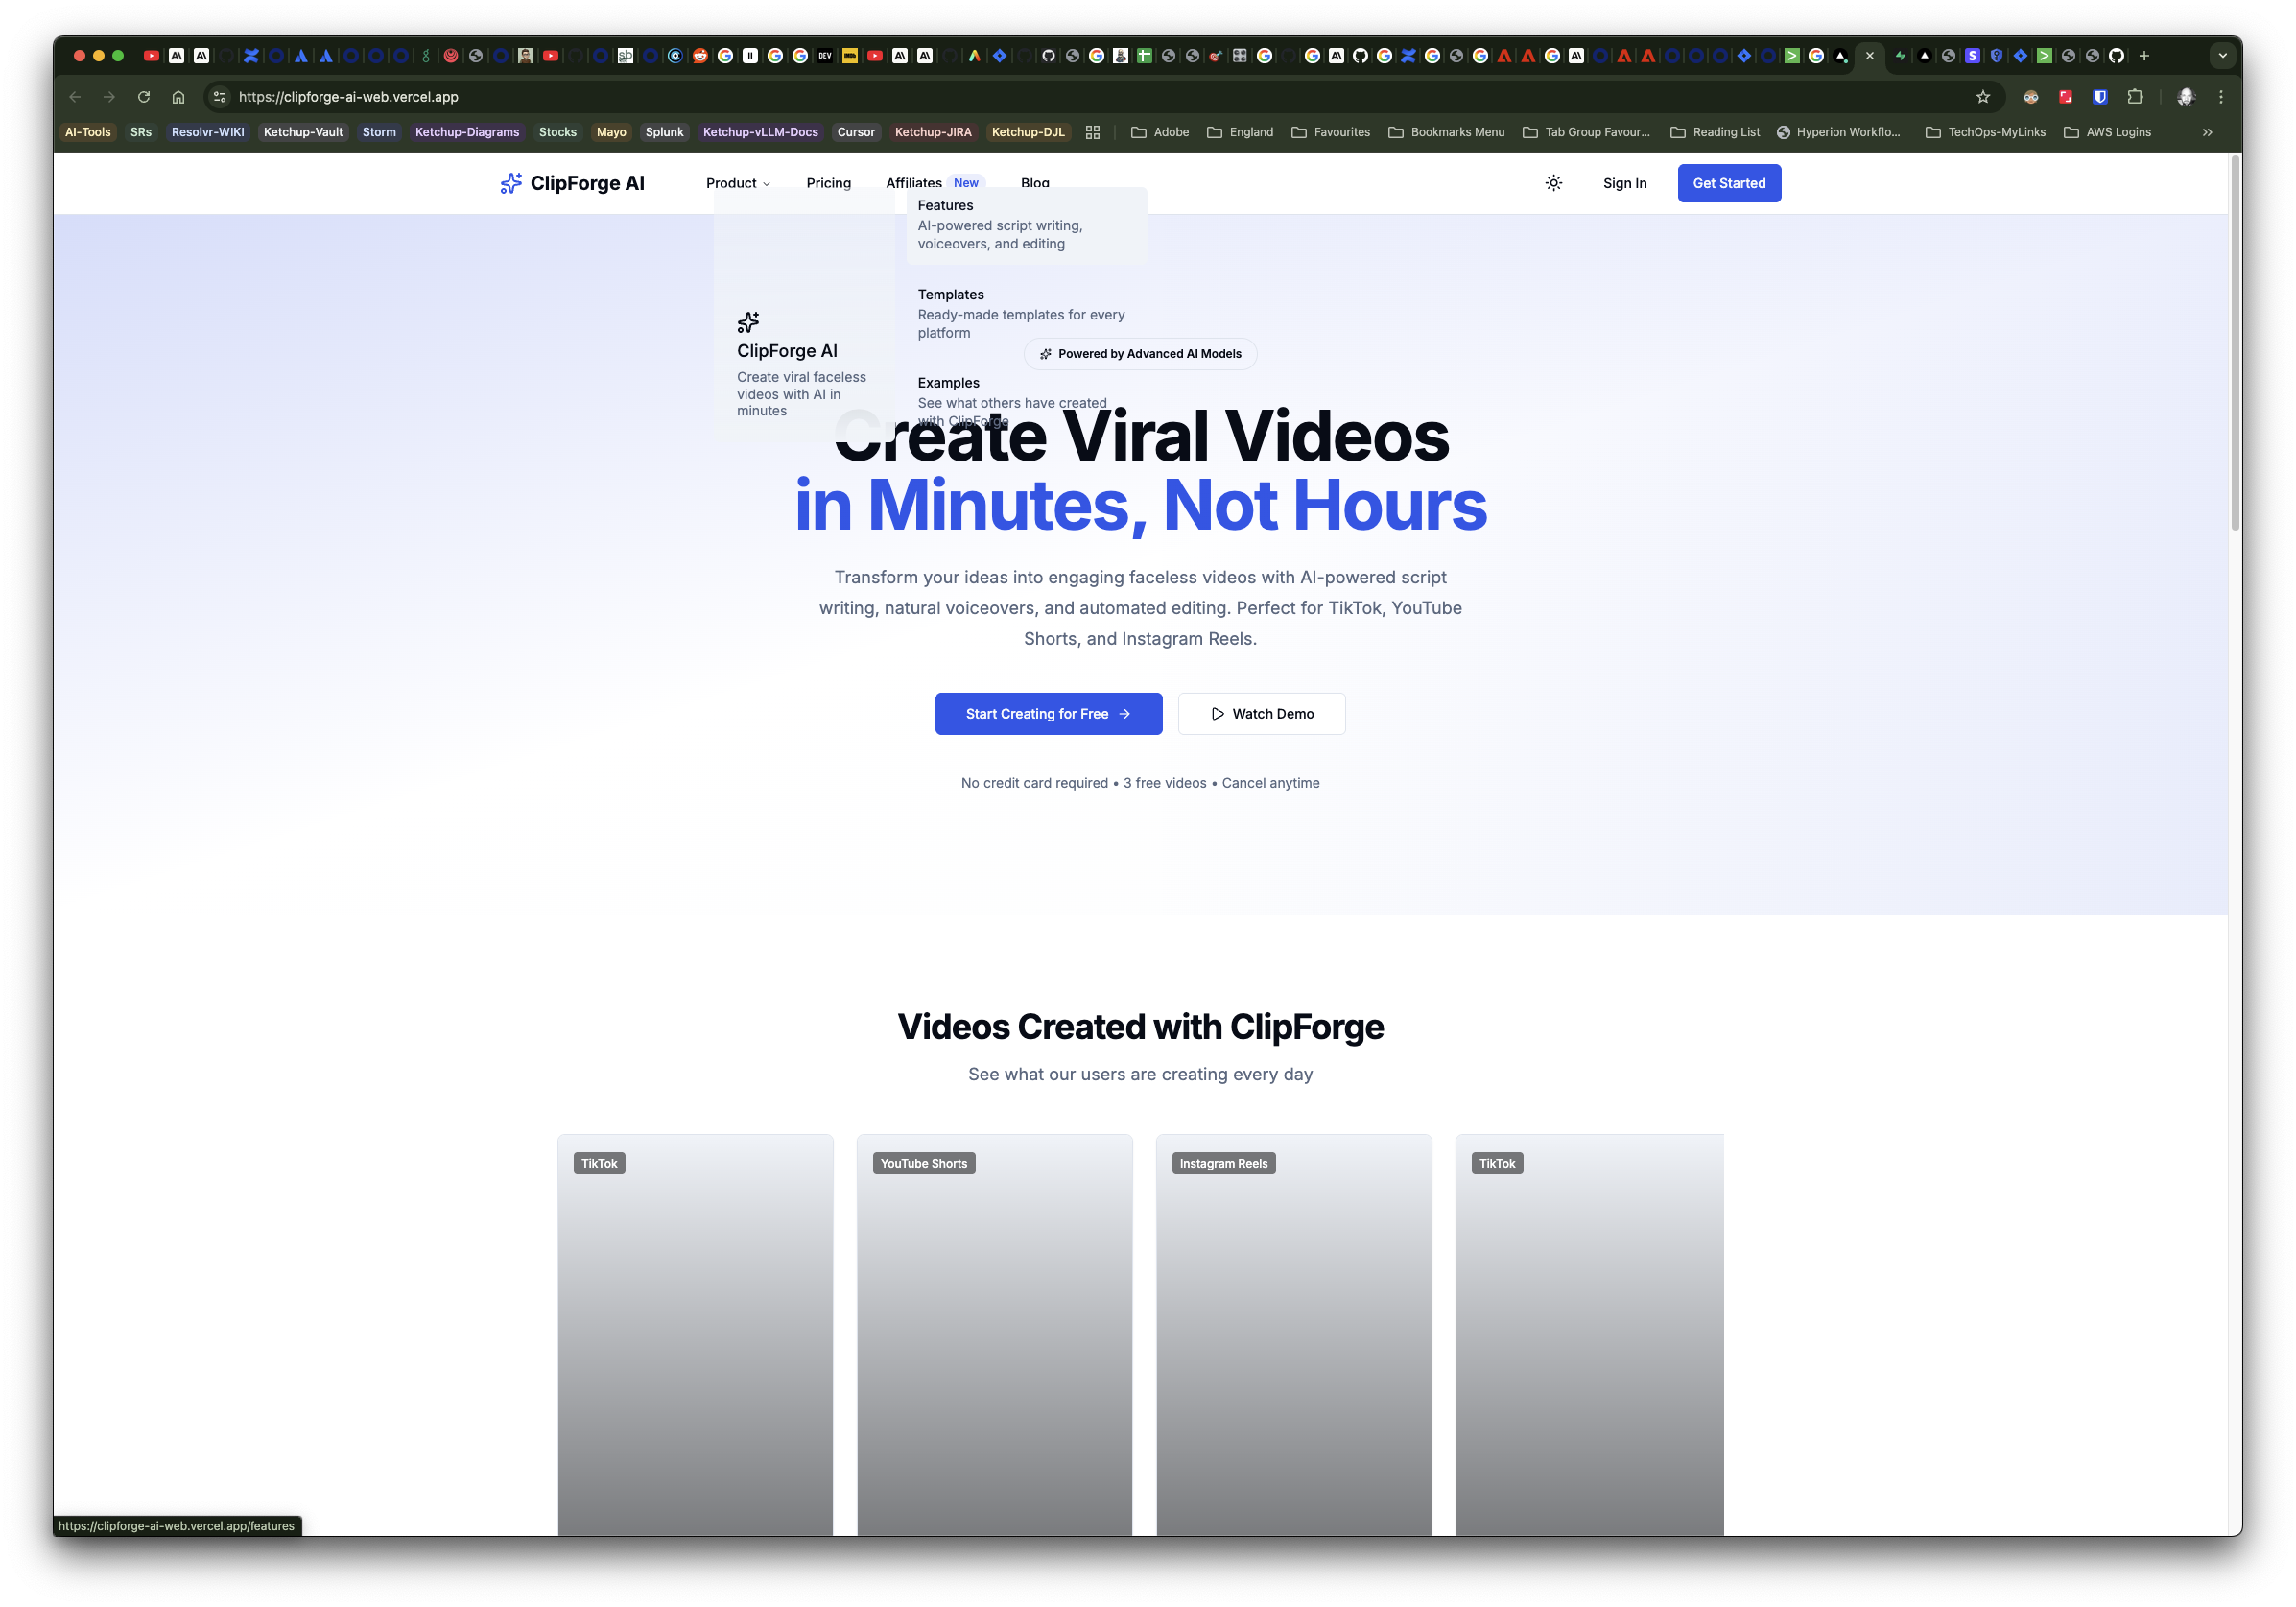 https://clipforge-ai-web.vercel.app
AI-Tools SRs Resolvr-WIKI Ketchup-Vault Storm Ketchup-Diagrams Stocks Mayo Splunk Ketchup-vLLM-Docs Cursor Ketchup-JIRA Ketchup-DJL Adobe England Favourites Bookmarks Menu Tab Group Favour... Reading List Hyperion Workflo... TechOps-MyLinks AWS Logins
ClipForge AI Product Pricing Affiliates New Blog Sign In Get Started
Features
AI-powered script writing,
voiceovers, and editing
Templates
Ready-made templates for every
platform
ClipForge AI
Create viral faceless
videos with AI in
minutes
Examples
See what others have created
with ClipForge
Powered by Advanced AI Models
Create Viral Videos
in Minutes, Not Hours
Transform your ideas into engaging faceless videos with AI-powered script
writing, natural voiceovers, and automated editing. Perfect for TikTok, YouTube
Shorts, and Instagram Reels.
Start Creating for Free Watch Demo
No credit card required • 3 free videos • Cancel anytime
Videos Created with ClipForge
See what our users are creating every day
TikTok YouTube Shorts Instagram Reels TikTok
https://clipforge-ai-web.vercel.app/features